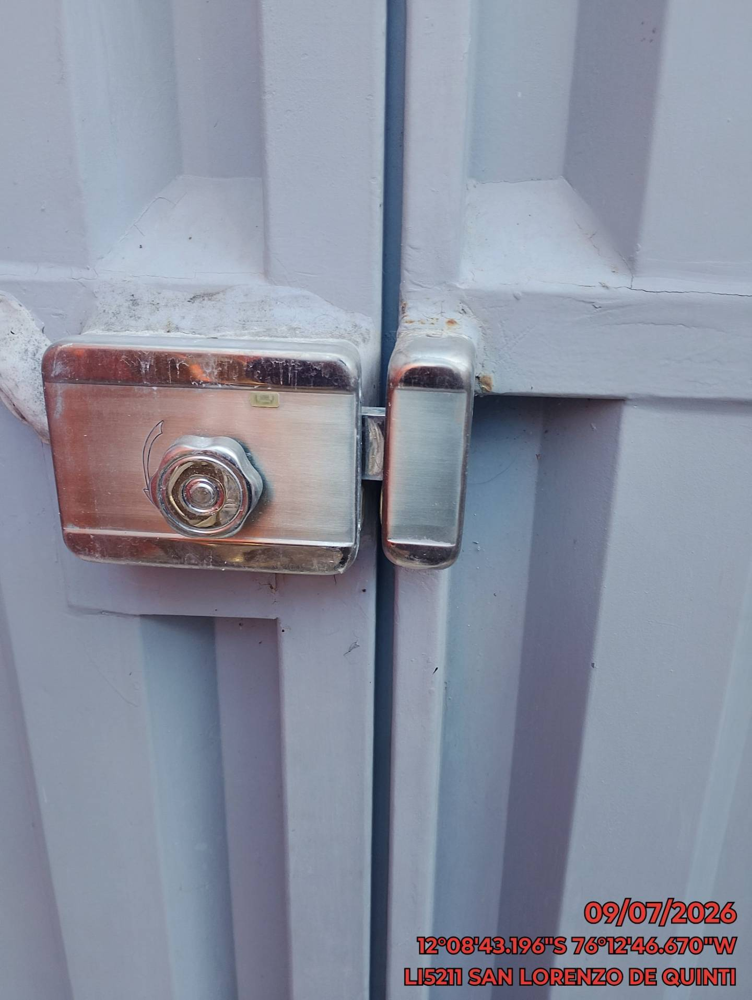 09/07/2026
12°08'43.196"S 76°12'46.670"W
LI5211 SAN LORENZO DE QUINTI